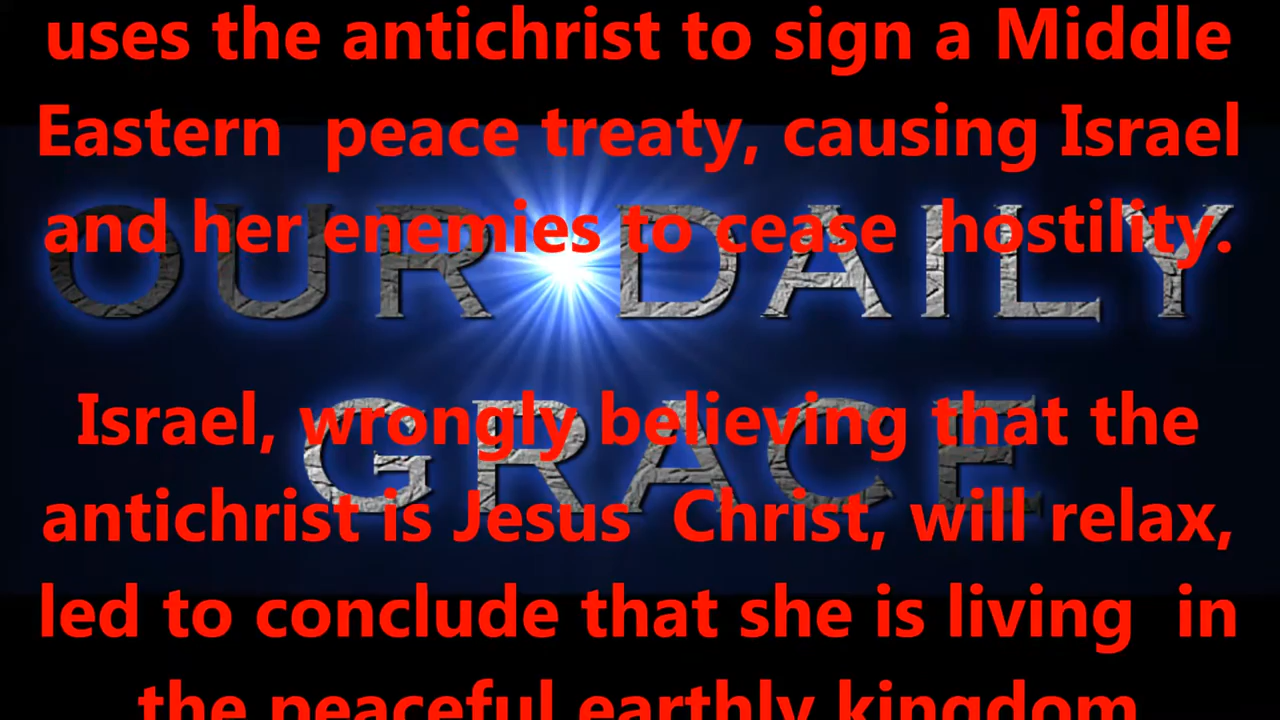 uses the antichrist to sign a Middle
Eastern peace treaty, causing Israel
and her enemies to cease hostility.
OUR DAILY
GRACE
Israel, wrongly believing that the
antichrist is Jesus Christ, will relax,
led to conclude that she is living in
the peaceful earthly kingdom